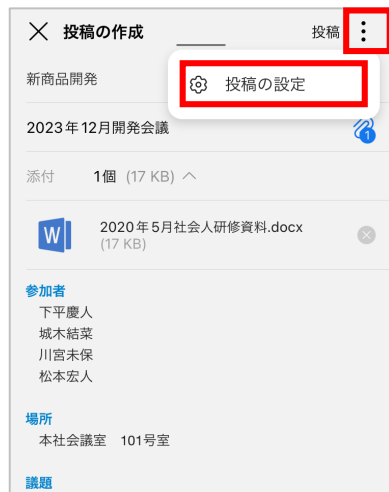 投稿の作成 投稿
投稿の設定
新商品開発
2023年12月開発会議
1
添付 1個 (17 KB)
W
2020年5月社会人研修資料.docx
(17 KB)
参加者
下平慶人
城木結菜
川宮未保
松本宏人
場所
本社会議室 101号室
議題